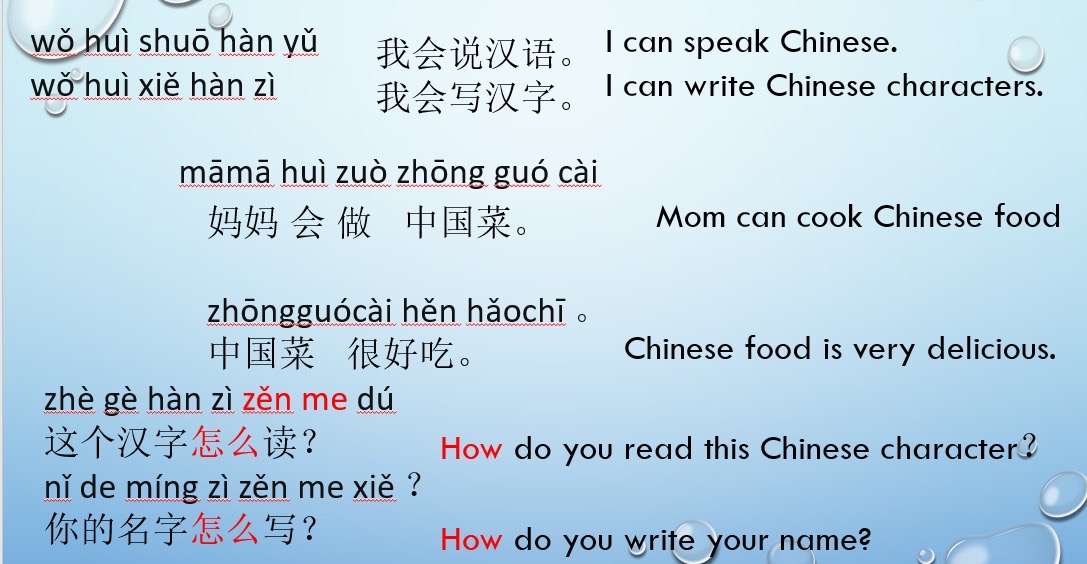 wǒ huì shuō hàn yǔ
我会说汉语。
I can speak Chinese.
wǒ huì xiě hàn zì
我会写汉字。
I can write Chinese characters.
māmā huì zuò zhōng guó cài
妈妈 会 做 中国菜。
Mom can cook Chinese food
zhōngguócài hěn hǎochī 。
中国菜 很好吃。
Chinese food is very delicious.
zhè gè hàn zì zěn me dú
这个汉字怎么读？
How do you read this Chinese character？
nǐ de míng zì zěn me xiě ？
你的名字怎么写？
How do you write your name?